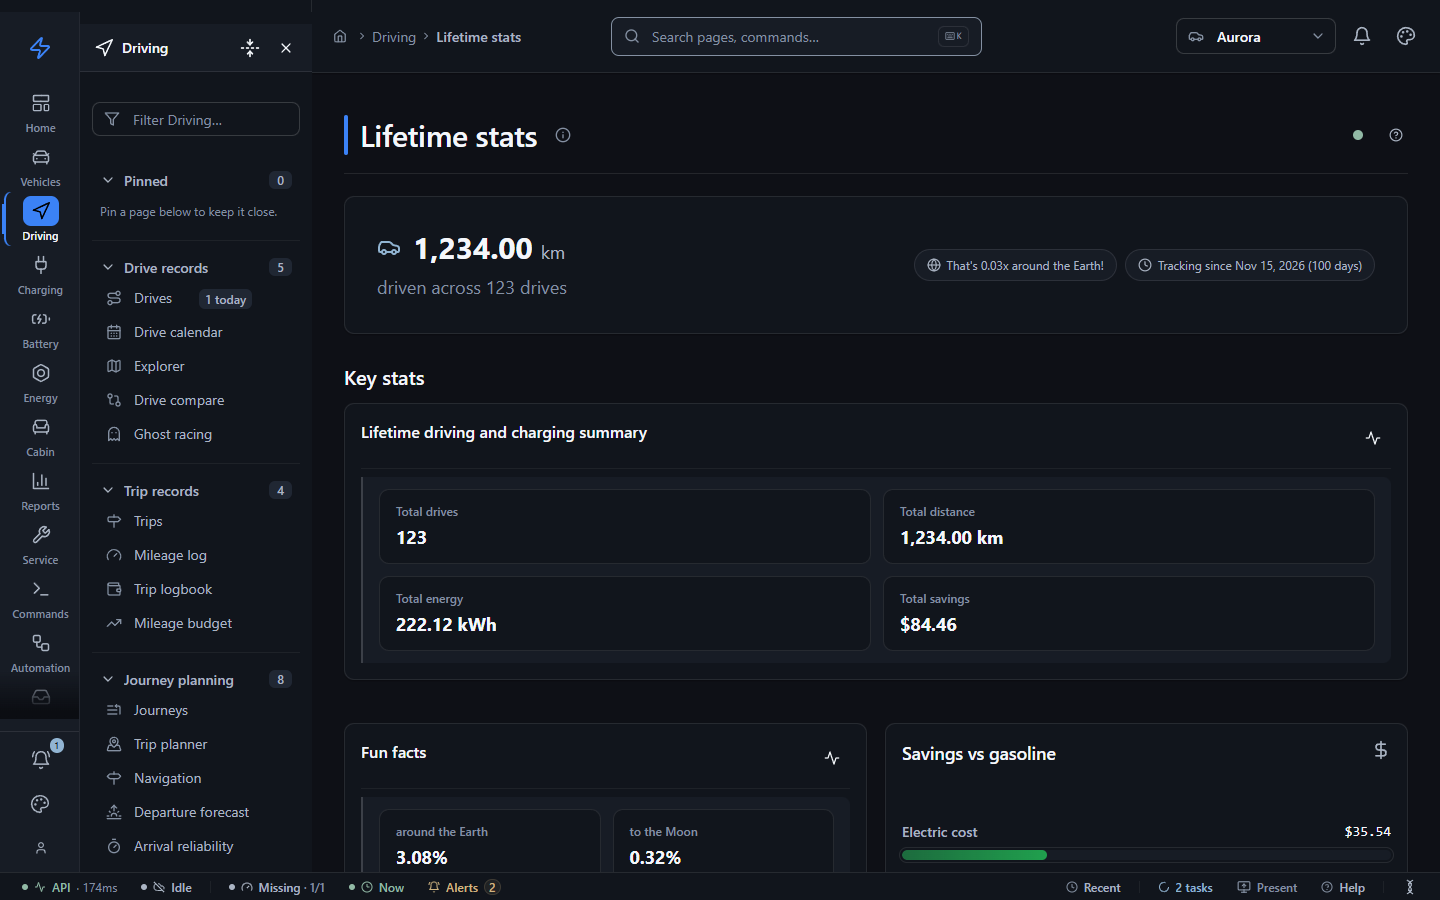 Driving
Driving
Lifetime stats
Search pages, commands...
K
Aurora
Home
Vehicles
Driving
Charging
Battery
Energy
Cabin
Reports
Service
Commands
Automation
1
Filter Driving...
Pinned
0
Pin a page below to keep it close.
Drive records
5
Drives
1 today
Drive calendar
Explorer
Drive compare
Ghost racing
Trip records
4
Trips
Mileage log
Trip logbook
Mileage budget
Journey planning
8
Journeys
Trip planner
Navigation
Departure forecast
Arrival reliability
Lifetime stats
1,234.00 km
driven across 123 drives
That's 0.03x around the Earth!
Tracking since Nov 15, 2026 (100 days)
Key stats
Lifetime driving and charging summary
Total drives
123
Total distance
1,234.00 km
Total energy
222.12 kWh
Total savings
$84.46
Fun facts
around the Earth
3.08%
to the Moon
0.32%
Savings vs gasoline
$
Electric cost
$35.54
API · 174ms
Idle
Missing · 1/1
Now
Alerts 2
Recent
2 tasks
Present
Help